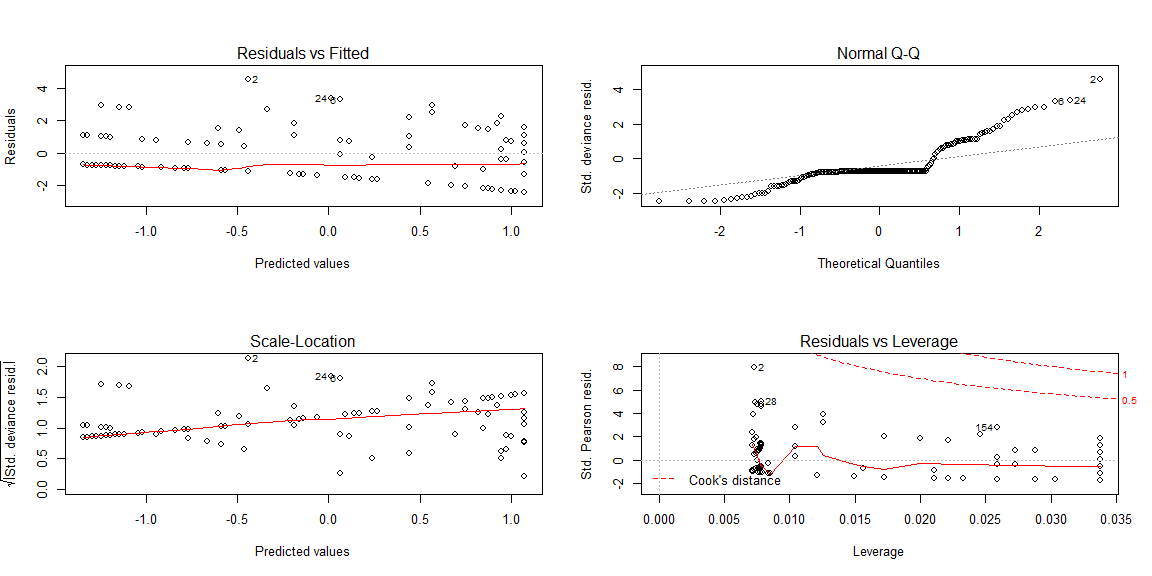 Residuals vs Fitted
Residuals
4
2
0
-2
2
24
6
-1.0 -0.5 0.0 0.5 1.0
Predicted values
Normal Q-Q
Std. deviance resid.
4
2
0
-2
2
6
24
-2 -1 0 1 2
Theoretical Quantiles
Scale-Location
√|Std. deviance resid.|
2.0
1.5
1.0
0.5
0.0
2
24
6
-1.0 -0.5 0.0 0.5 1.0
Predicted values
Residuals vs Leverage
Std. Pearson resid.
8
6
4
2
0
-2
2
28
154
1
0.5
Cook's distance
0.000 0.005 0.010 0.015 0.020 0.025 0.030 0.035
Leverage